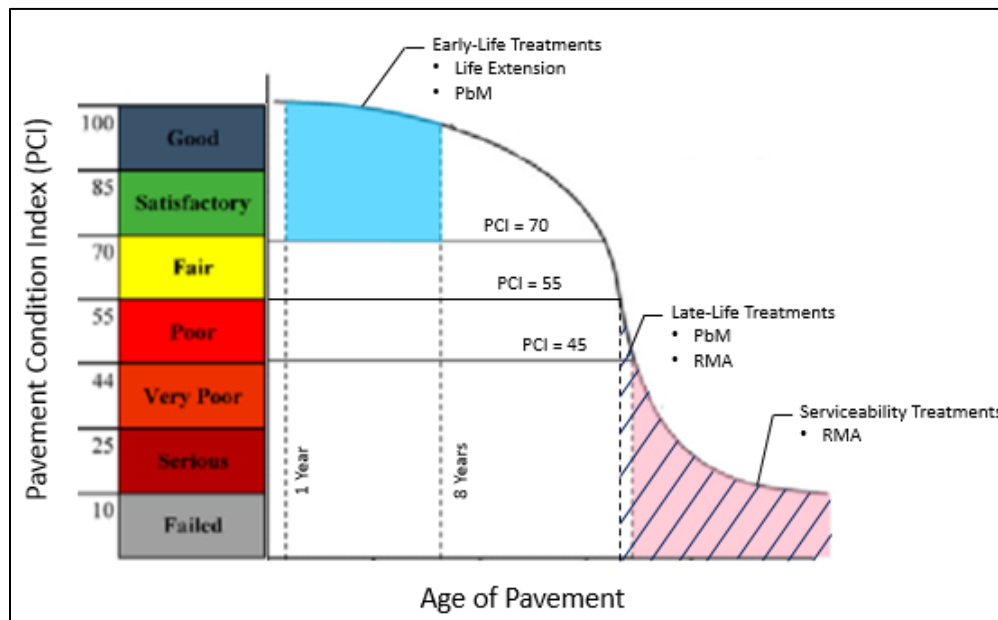 Early-Life Treatments
• Life Extension
• PbM
Pavement Condition Index (PCI)
100
Good
85
Satisfactory
70
Fair
55
Poor
44
Very Poor
25
Serious
10
Failed
PCI = 70
PCI = 55
PCI = 45
1 Year
8 Years
Late-Life Treatments
• PbM
• RMA
Serviceability Treatments
• RMA
Age of Pavement